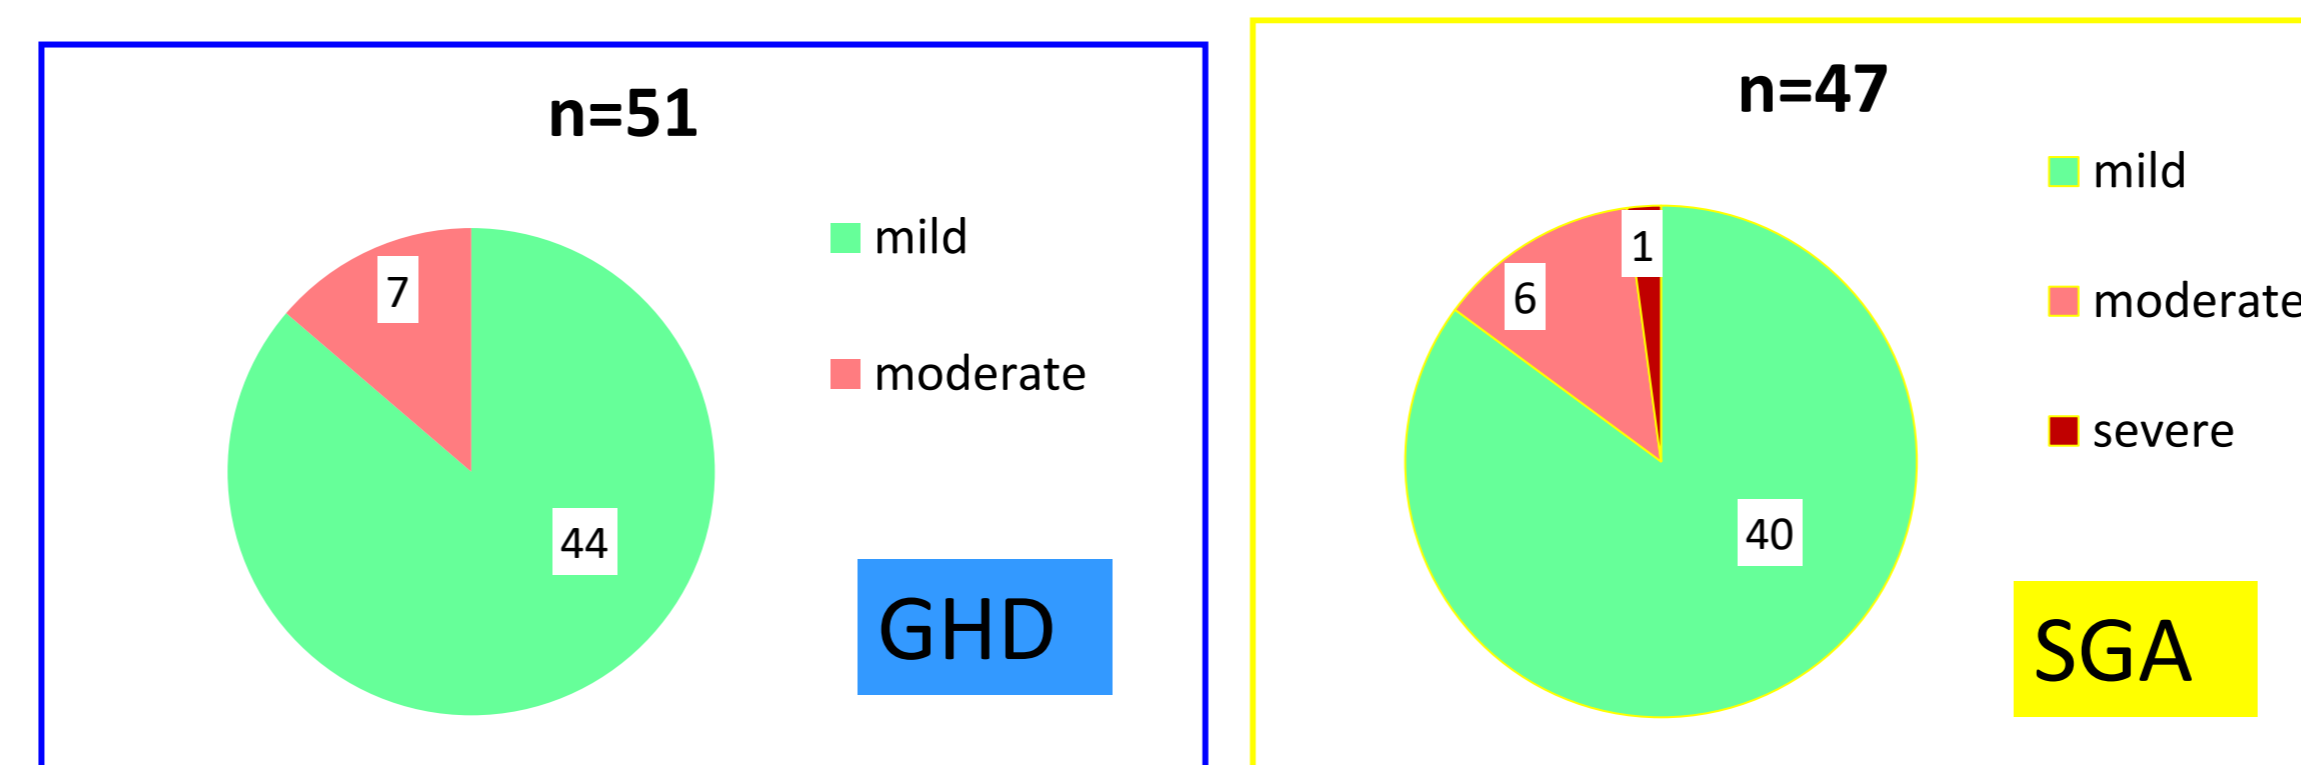 n=51
7
44
mild
moderate
GHD
n=47
1
6
40
mild
moderate
severe
SGA